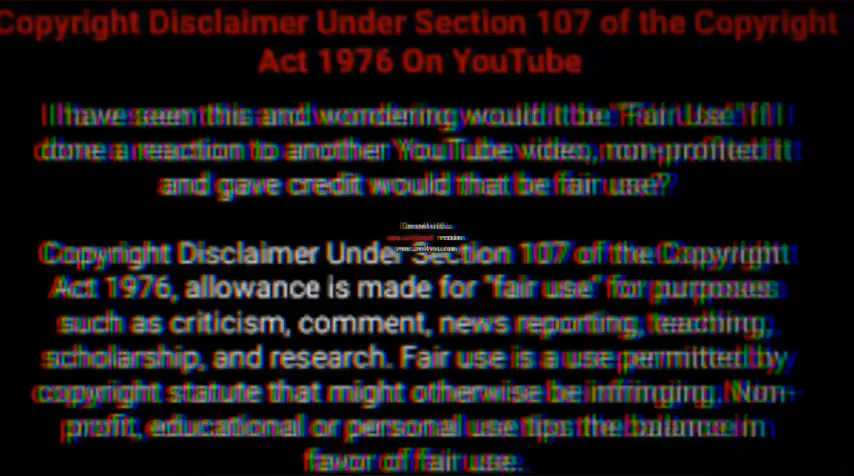 Copyright Disclaimer Under Section 107 of the Copyright
Act 1976 On YouTube
I have seen this and wondering would it be "Fair Use" if I
done a reaction to another YouTube video, non-profited it
and gave credit would that be fair use?
Created with
version
Copyright Disclaimer Under Section 107 of the Copyright
Act 1976, allowance is made for "fair use" for purposes
such as criticism, comment, news reporting, teaching,
scholarship, and research. Fair use is a use permitted by
copyright statute that might otherwise be infringing. Non-
profit, educational or personal use tips the balance in
favor of fair use.